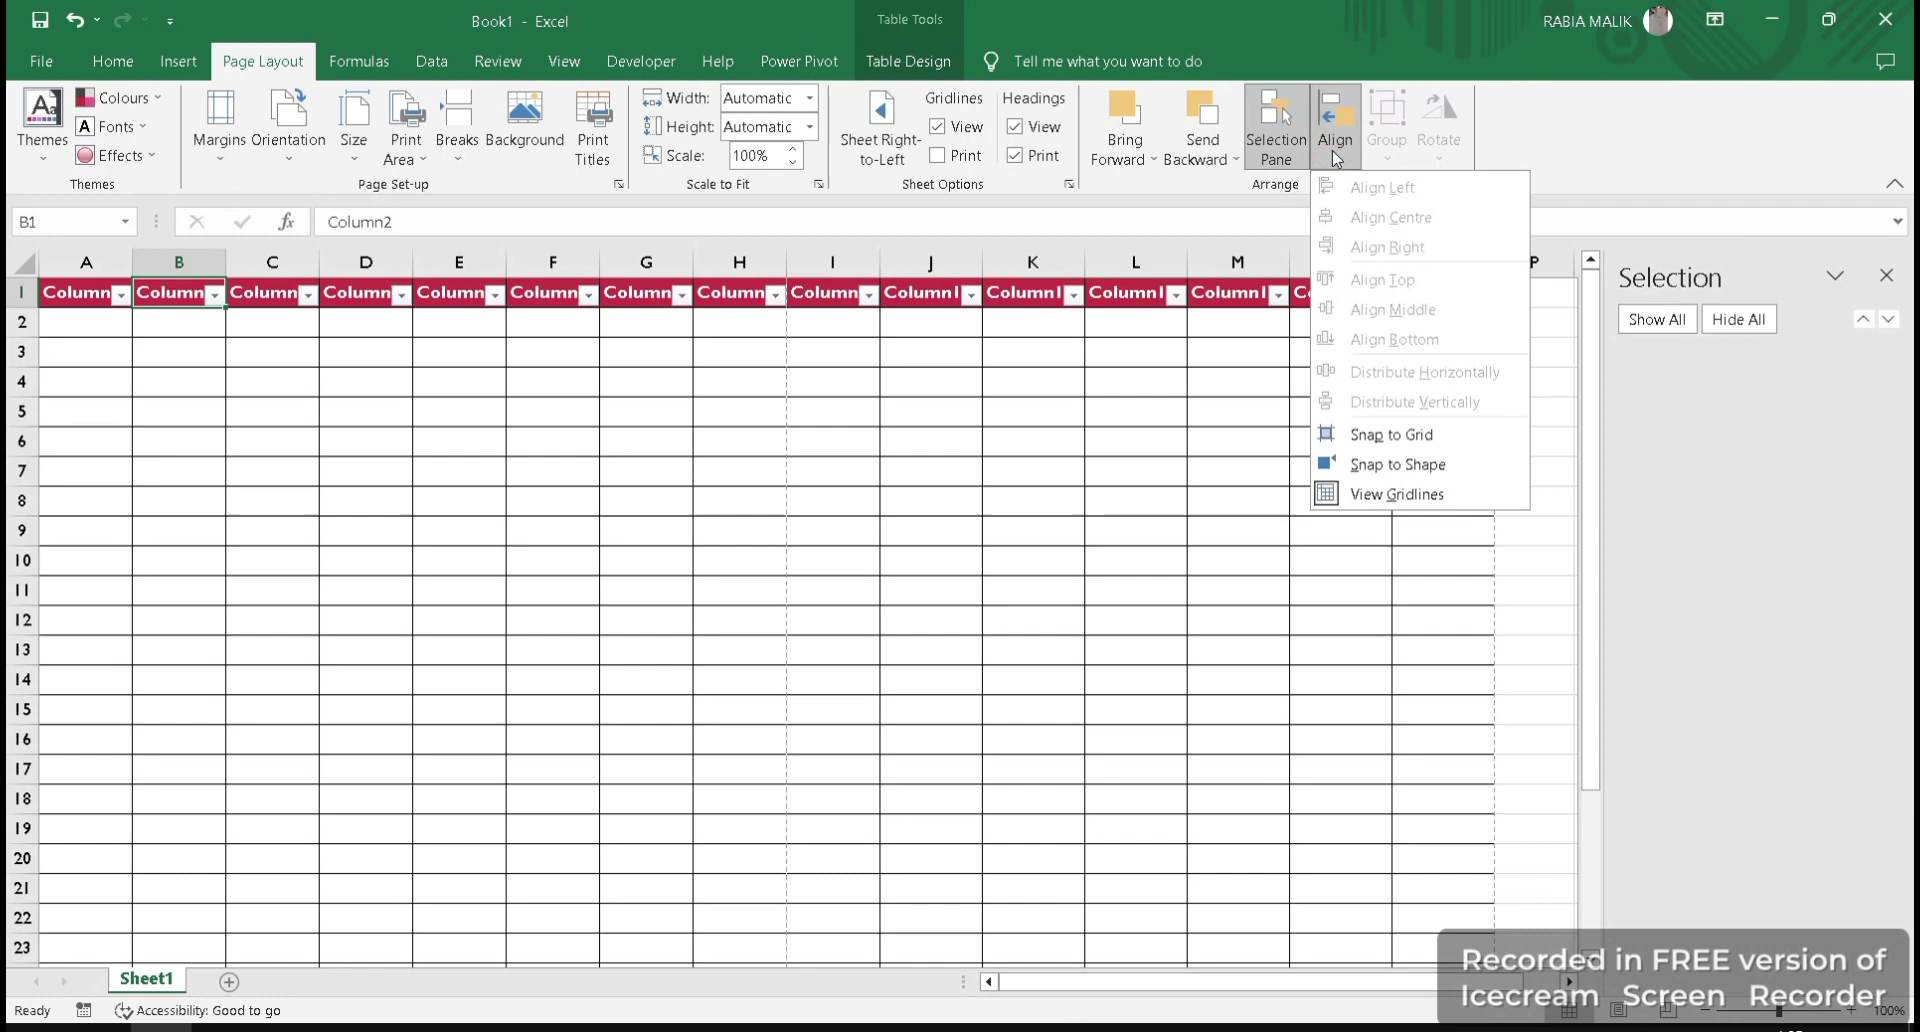 Book1 - Excel
Table Tools
RABIA MALIK
File Home Insert Page Layout Formulas Data Review View Developer Help Power Pivot Table Design Tell me what you want to do
Themes
Colours
Fonts
Effects
Themes
Margins
Orientation
Size
Print Area
Breaks
Background
Print Titles
Page Set-up
Width: Automatic
Height: Automatic
Scale: 100%
Scale to Fit
Sheet Right-to-Left
Gridlines
View
Print
Headings
View
Print
Sheet Options
Bring Forward
Send Backward
Selection Pane
Align
Group
Rotate
Arrange
Align Left
Align Centre
Align Right
Align Top
Align Middle
Align Bottom
Distribute Horizontally
Distribute Vertically
Snap to Grid
Snap to Shape
View Gridlines
B1
fx
Column2
A B C D E F G H I J K L M P
1 Column Column Column Column Column Column Column Column Column Column1 Column1 Column1 Column1 Co
2
3
4
5
6
7
8
9
10
11
12
13
14
15
16
17
18
19
20
21
22
23
Selection
Show All Hide All
Sheet1
Ready
Accessibility: Good to go
100%
Recorded in FREE version of
Icecream Screen Recorder